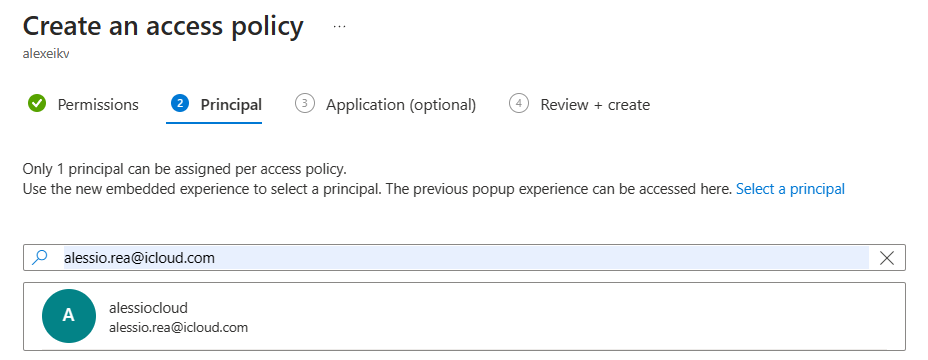 Create an access policy ...
alexeikv
Permissions 2 Principal 3 Application (optional) 4 Review + create
Only 1 principal can be assigned per access policy.
Use the new embedded experience to select a principal. The previous popup experience can be accessed here. Select a principal
alessio.rea@icloud.com
A
alessiocloud
alessio.rea@icloud.com